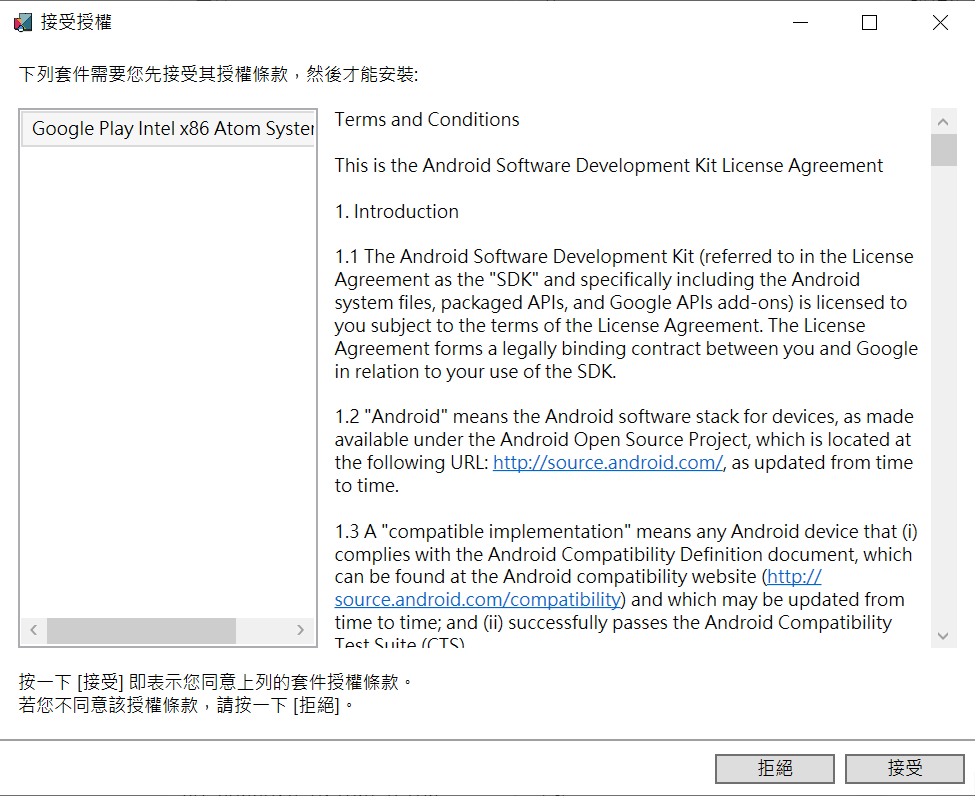 接受授權
下列套件需要您先接受其授權條款，然後才能安裝:
Google Play Intel x86 Atom
Terms and Conditions
This is the Android Software Development Kit License Agreement
1. Introduction
1.1 The Android Software Development Kit (referred to in the License
Agreement as the "SDK" and specifically including the Android
system files, packaged APIs, and Google APIs add-ons) is licensed to
you subject to the terms of the License Agreement. The License
Agreement forms a legally binding contract between you and Google
in relation to your use of the SDK.
1.2 "Android" means the Android software stack for devices, as made
available under the Android Open Source Project, which is located at
the following URL: http://source.android.com/, as updated from time
to time.
1.3 A "compatible implementation" means any Android device that (i)
complies with the Android Compatibility Definition document, which
can be found at the Android compatibility website (http://
source.android.com/compatibility) and which may be updated from
time to time; and (ii) successfully passes the Android Compatibility
Test Suite (CTS)
按一下 [接受] 即表示您同意上列的套件授權條款。
若您不同意該授權條款，請按一下 [拒絕]。
拒絕
接受